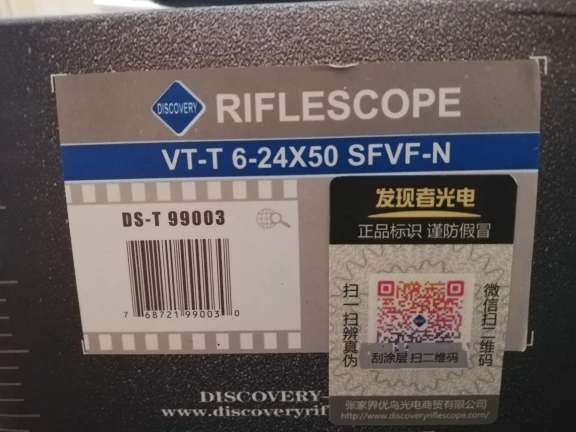 DISCOVERY
RIFLESCOPE
VT-T 6-24X50 SFVF-N
DS-T 99003
7 68721 99003 0
发现者光电
正品标识 谨防假冒
扫一扫辨真伪
微信扫二维码
刮涂层 扫二维码
张家界优鸟光电商贸有限公司
http://www.discoveryriflescope.com/
DISCOVERY
www.discoveryrif